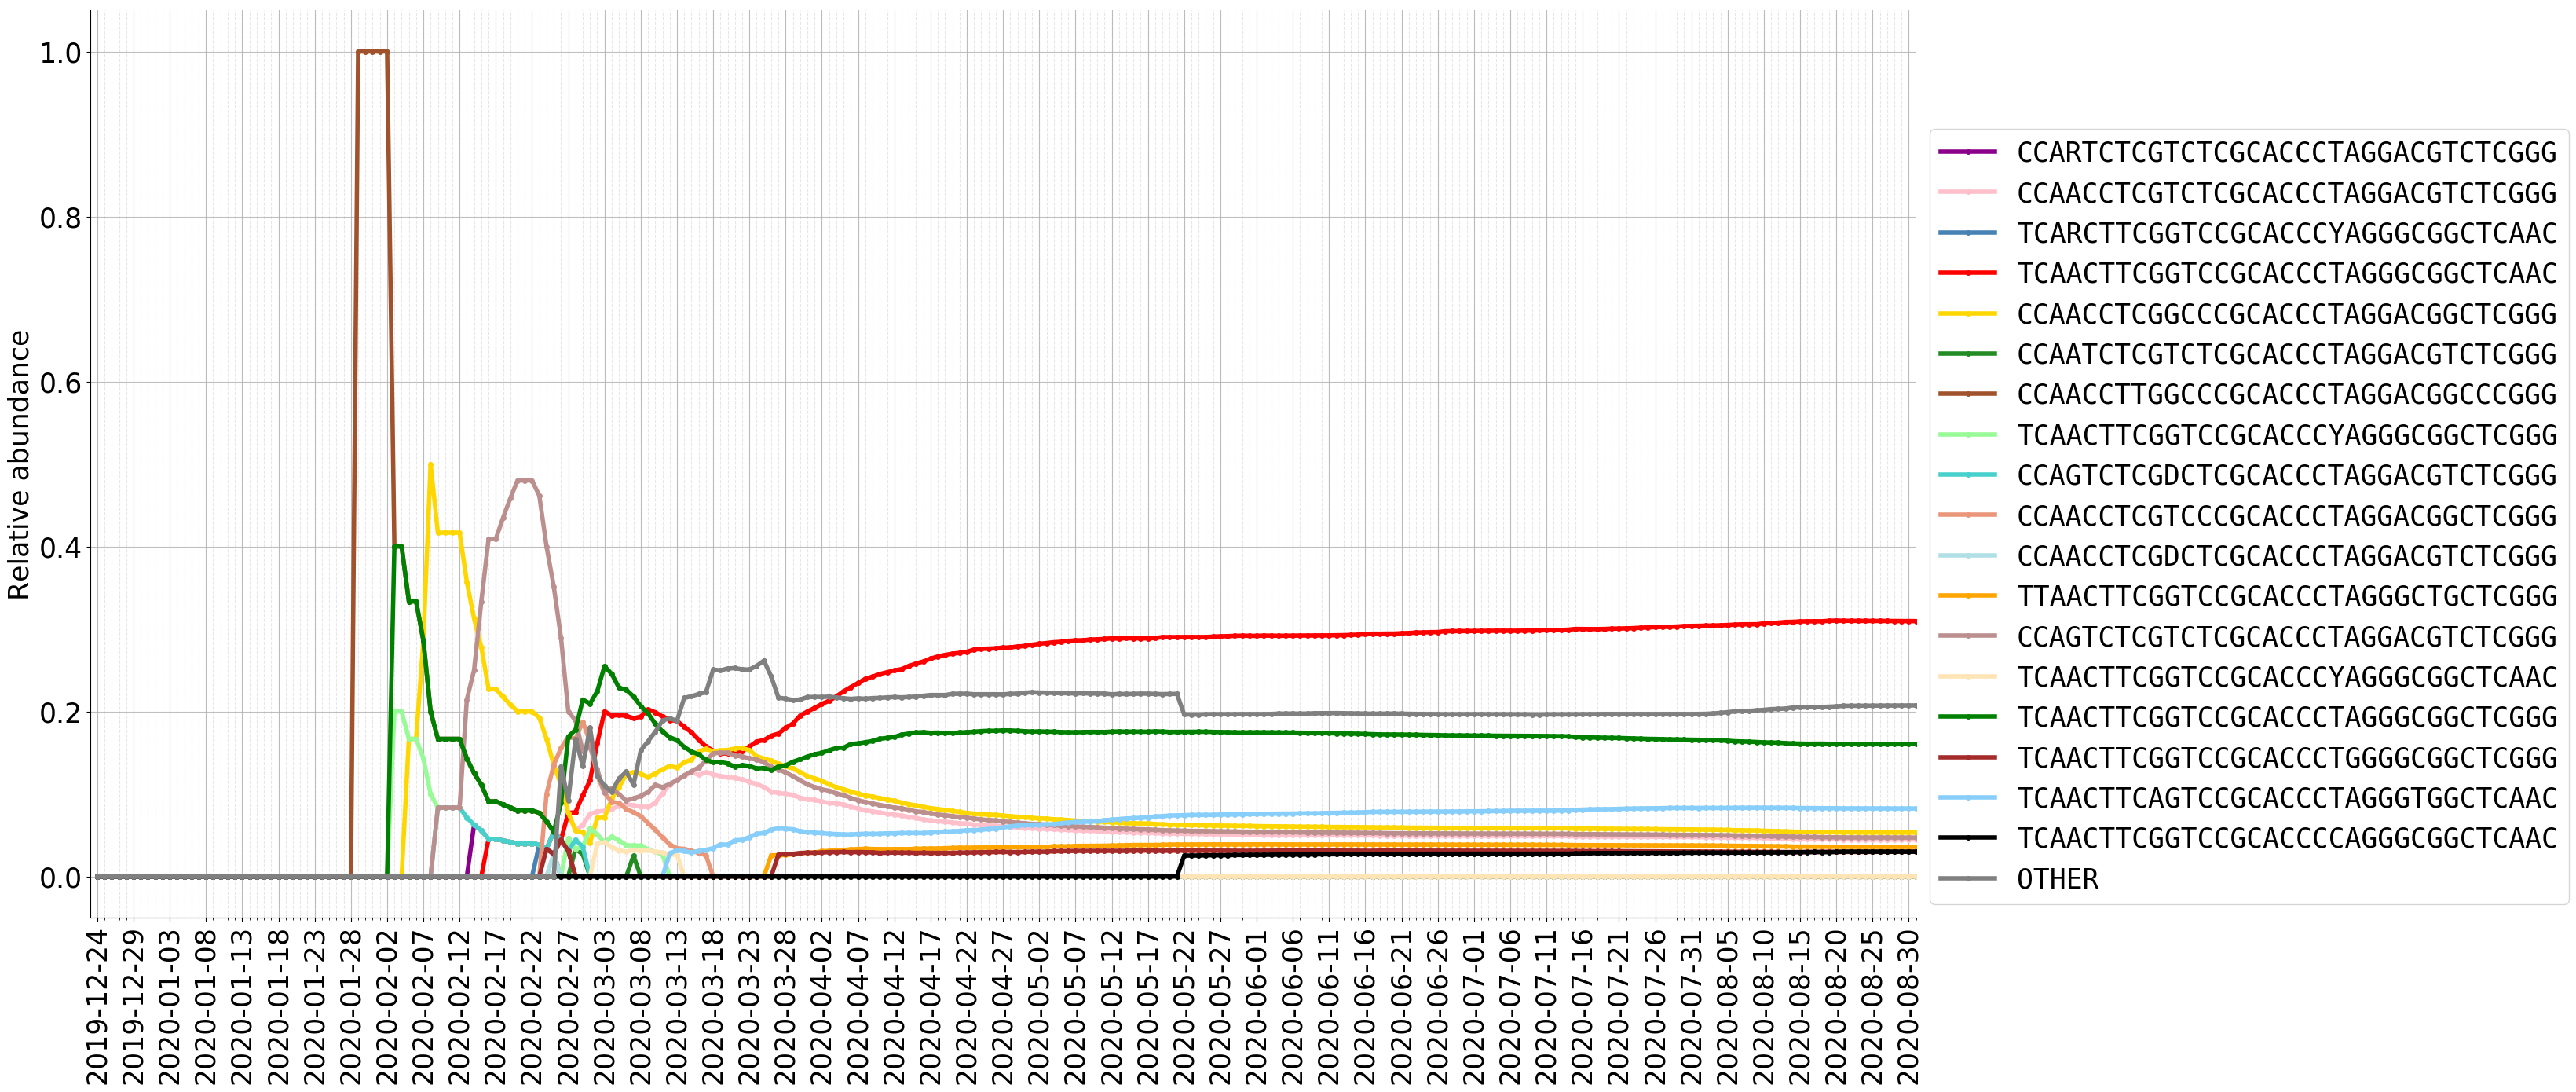 Relative abundance
1.0
0.8
0.6
0.4
0.2
0.0
2019-12-24
2019-12-29
2020-01-03
2020-01-08
2020-01-13
2020-01-18
2020-01-23
2020-01-28
2020-02-02
2020-02-07
2020-02-12
2020-02-17
2020-02-22
2020-02-27
2020-03-03
2020-03-08
2020-03-13
2020-03-18
2020-03-23
2020-03-28
2020-04-02
2020-04-07
2020-04-12
2020-04-17
2020-04-22
2020-04-27
2020-05-02
2020-05-07
2020-05-12
2020-05-17
2020-05-22
2020-05-27
2020-06-01
2020-06-06
2020-06-11
2020-06-16
2020-06-21
2020-06-26
2020-07-01
2020-07-06
2020-07-11
2020-07-16
2020-07-21
2020-07-26
2020-07-31
2020-08-05
2020-08-10
2020-08-15
2020-08-20
2020-08-25
2020-08-30
CCARTCTCGTCTCGCACCCTAGGACGTCTCGGG
CCAACCTCGTCTCGCACCCTAGGACGTCTCGGG
TCARCTTCGGTCCGCACCCYAGGGCGGCTCAAC
TCAACTTCGGTCCGCACCCTAGGGCGGCTCAAC
CCAACCTCGGCCCGCACCCTAGGACGGCTCGGG
CCAATCTCGTCTCGCACCCTAGGACGTCTCGGG
CCAACCTTGGCCCGCACCCTAGGACGGCCCGGG
TCAACTTCGGTCCGCACCCYAGGGCGGCTCGGG
CCAGTCTCGDCTCGCACCCTAGGACGTCTCGGG
CCAACCTCGTCCCGCACCCTAGGACGGCTCGGG
CCAACCTCGDCTCGCACCCTAGGACGTCTCGGG
TTAACTTCGGTCCGCACCCTAGGGCTGCTCGGG
CCAGTCTCGTCTCGCACCCTAGGACGTCTCGGG
TCAACTTCGGTCCGCACCCYAGGGCGGCTCAAC
TCAACTTCGGTCCGCACCCTAGGGCGGCTCGGG
TCAACTTCGGTCCGCACCCTGGGGCGGCTCGGG
TCAACTTCAGTCCGCACCCTAGGGTGGCTCAAC
TCAACTTCGGTCCGCACCCCAGGGCGGCTCAAC
OTHER